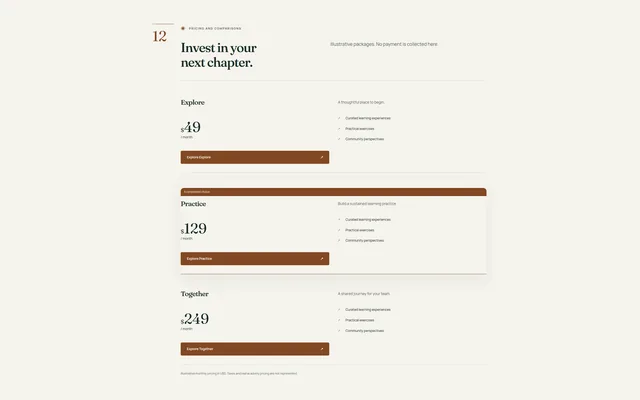 12
PRICING AND COMPARISONS
Invest in your
next chapter.
Illustrative packages. No payment is collected here
Explore
A thoughtful place to begin.
$49
/ month
✓ Curated learning experiences
✓ Practical exercises
✓ Community perspectives
Explore Explore ↗
Practice
Build a sustained learning practice
$129
/ month
✓ Curated learning experiences
✓ Practical exercises
✓ Community perspectives
Explore Practice ↗
Together
A shared journey for your team.
$249
/ month
✓ Curated learning experiences
✓ Practical exercises
✓ Community perspectives
Explore Together ↗